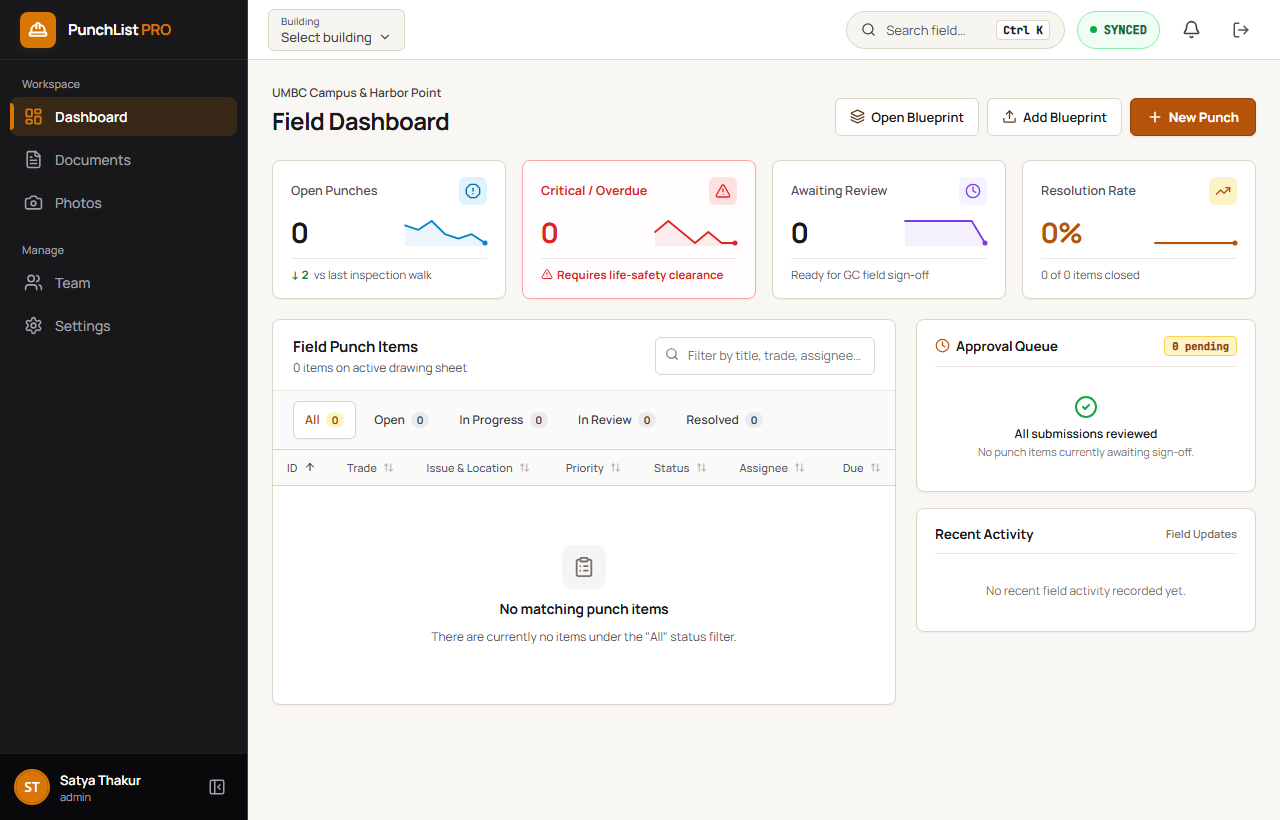 PunchList PRO
Building
Select building
Search field...
Ctrl K
SYNCED
Workspace
Dashboard
Documents
Photos
Manage
Team
Settings
UMBC Campus & Harbor Point
Field Dashboard
Open Blueprint
Add Blueprint
New Punch
Open Punches
0
↓ 2 vs last inspection walk
Critical / Overdue
0
Requires life-safety clearance
Awaiting Review
0
Ready for GC field sign-off
Resolution Rate
0%
0 of 0 items closed
Field Punch Items
0 items on active drawing sheet
Filter by title, trade, assignee...
All 0 Open 0 In Progress 0 In Review 0 Resolved 0
ID Trade Issue & Location Priority Status Assignee Due
No matching punch items
There are currently no items under the "All" status filter.
Approval Queue
0 pending
All submissions reviewed
No punch items currently awaiting sign-off.
Recent Activity
Field Updates
No recent field activity recorded yet.
ST
Satya Thakur
admin